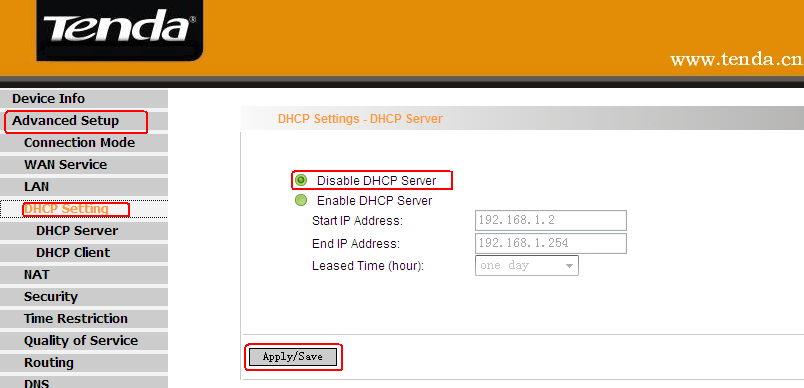 Tenda®
www.tenda.cn
Device Info
Advanced Setup
Connection Mode
WAN Service
LAN
DHCP Setting
DHCP Server
DHCP Client
NAT
Security
Time Restriction
Quality of Service
Routing
DNS
DHCP Settings - DHCP Server
Disable DHCP Server
Enable DHCP Server
Start IP Address: 192.168.1.2
End IP Address: 192.168.1.254
Leased Time (hour): one day
Apply/Save